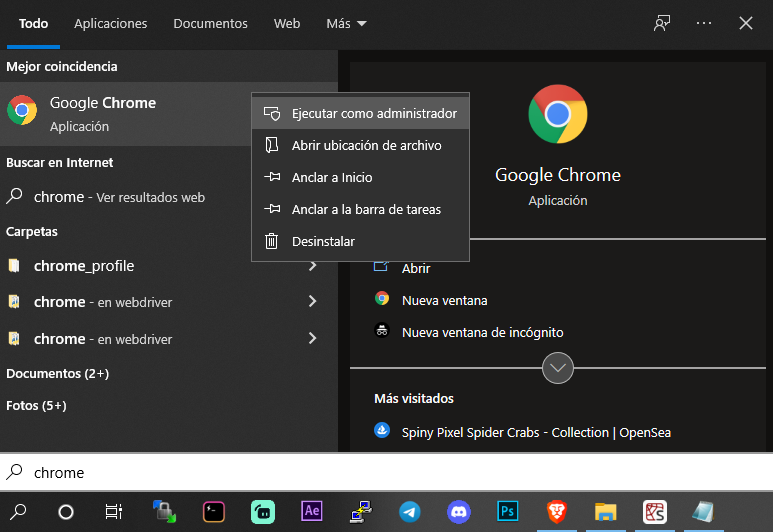 Todo Aplicaciones Documentos Web Más
Mejor coincidencia
Google Chrome
Aplicación
Buscar en Internet
chrome - Ver resultados web
Carpetas
chrome_profile
chrome - en webdriver
chrome - en webdriver
Documentos (2+)
Fotos (5+)
Ejecutar como administrador
Abrir ubicación de archivo
Anclar a Inicio
Anclar a la barra de tareas
Desinstalar
Google Chrome
Aplicación
Abrir
Nueva ventana
Nueva ventana de incógnito
Más visitados
Spiny Pixel Spider Crabs - Collection | OpenSea
chrome
Ae
Ps